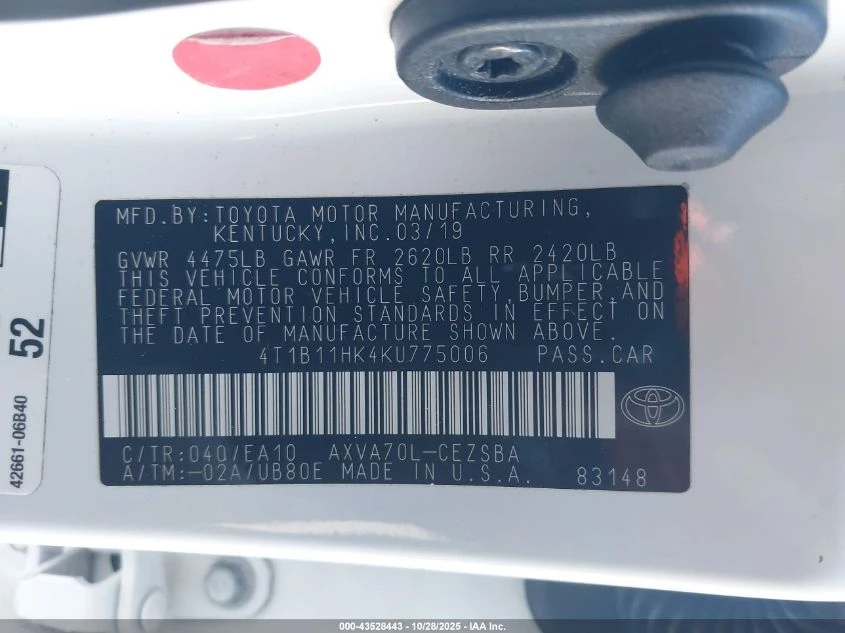 MFD.BY:TOYOTA MOTOR MANUFACTURING,
KENTUCKY,INC.03/19
GVWR 4475LB GAWR FR 2620LB RR 2420LB
THIS VEHICLE CONFORMS TO ALL APPLICABLE
FEDERAL MOTOR VEHICLE SAFETY,BUMPER,AND
THEFT PREVENTION STANDARDS IN EFFECT ON
THE DATE OF MANUFACTURE SHOWN ABOVE.
4T1B11HK4KU775006 PASS.CAR
C/TR:040/EA10 AXVA70L-CEZSBA
A/TM:-02A/UB80E MADE IN U.S.A. 83148
52
42661-06B40
000-43528443 - 10/28/2025 - IAA Inc.